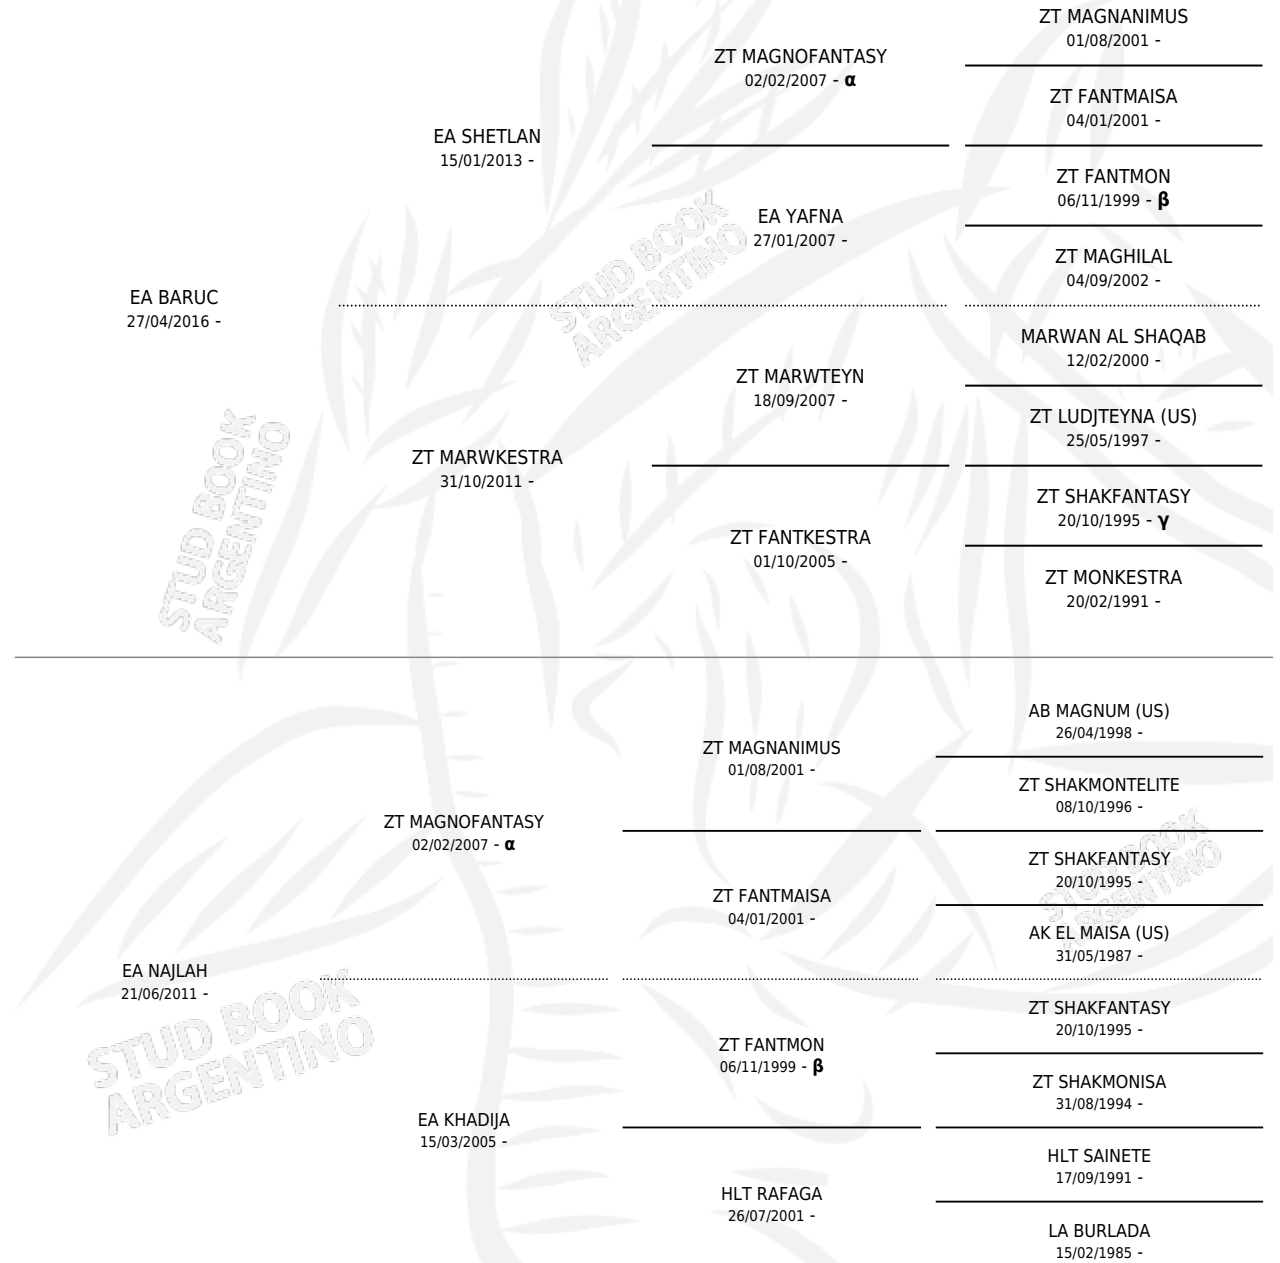 ZT MAGNANIMUS
01/08/2001 -
ZT MAGNOFANTASY
02/02/2007 - α
ZT FANTMAISA
04/01/2001 -
EA SHETLAN
15/01/2013 -
ZT FANTMON
06/11/1999 - β
EA YAFNA
27/01/2007 -
ZT MAGHILAL
04/09/2002 -
EA BARUC
27/04/2016 -
MARWAN AL SHAQAB
12/02/2000 -
ZT MARWTEYN
18/09/2007 -
ZT LUDJTEYNA (US)
25/05/1997 -
ZT MARWKESTRA
31/10/2011 -
ZT SHAKFANTASY
20/10/1995 - γ
ZT FANTKESTRA
01/10/2005 -
ZT MONKESTRA
20/02/1991 -
STUD BOOK
ARGENTINO
STUD BOOK
ARGENTINO
AB MAGNUM (US)
26/04/1998 -
ZT MAGNANIMUS
01/08/2001 -
ZT SHAKMONTELITE
08/10/1996 -
ZT MAGNOFANTASY
02/02/2007 - α
ZT SHAKFANTASY
20/10/1995 -
ZT FANTMAISA
04/01/2001 -
AK EL MAISA (US)
31/05/1987 -
EA NAJLAH
21/06/2011 -
ZT SHAKFANTASY
20/10/1995 -
ZT FANTMON
06/11/1999 - β
ZT SHAKMONISA
31/08/1994 -
EA KHADIJA
15/03/2005 -
HLT SAINETE
17/09/1991 -
HLT RAFAGA
26/07/2001 -
LA BURLADA
15/02/1985 -
STUD BOOK
ARGENTINO
STUD BOOK
ARGENTINO